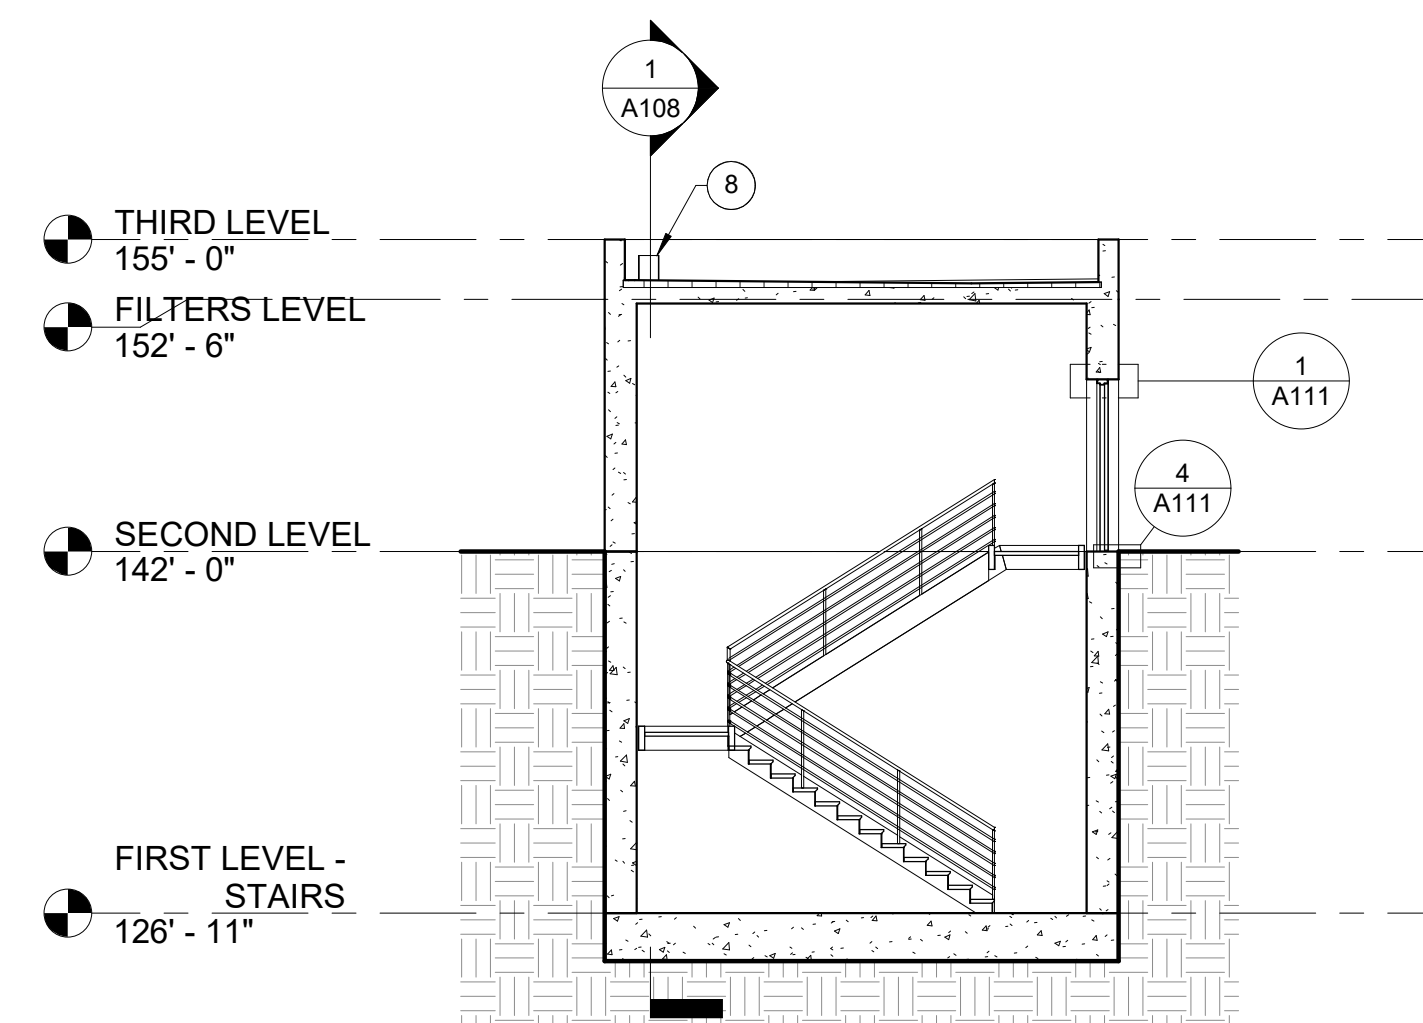 1
A108
8
THIRD LEVEL
155' - 0"
FILTERS LEVEL
152' - 6"
1
A111
4
A111
SECOND LEVEL
142' - 0"
FIRST LEVEL -
STAIRS
126' - 11"